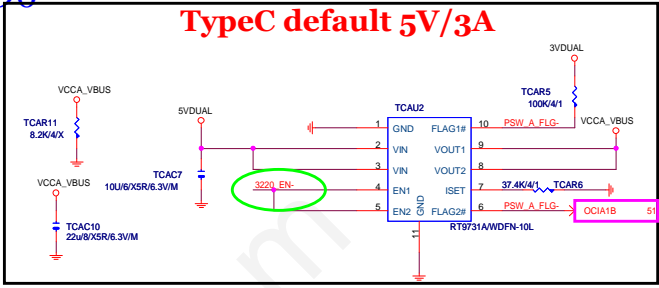 TypeC default 5V/3A
3VDUAL
VCCA_VBUS
TCAR11
8.2K/4/X
5VDUAL
TCAU2
TCAR5
100K/4/1
VCCA_VBUS
1 GND FLAG1# 10 PSW_A_FLG-
2 VIN VOUT1 9
TCAC7
10U/6/X5R/6.3V/M
3 VIN VOUT2 8
VCCA_VBUS
3220_EN- 4 EN1 ISET 7 37.4K/4/1 TCAR6
5 EN2 GND FLAG2# 6 PSW_A_FLG- OCIA1B 51
TCAC10
22u/8/X5R/6.3V/M
11
RT9731A/WDFN-10L